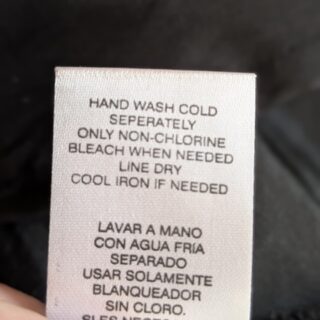 HAND WASH COLD
SEPERATELY
ONLY NON-CHLORINE
BLEACH WHEN NEEDED
LINE DRY
COOL IRON IF NEEDED
LAVAR A MANO
CON AGUA FRIA
SEPARADO
USAR SOLAMENTE
BLANQUEADOR
SIN CLORO.